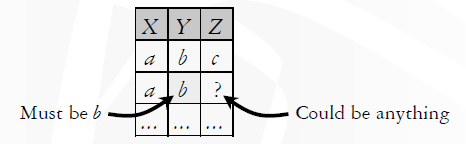 X Y Z
a b c
a b ?
Must be b
Could be anything
... ... ...